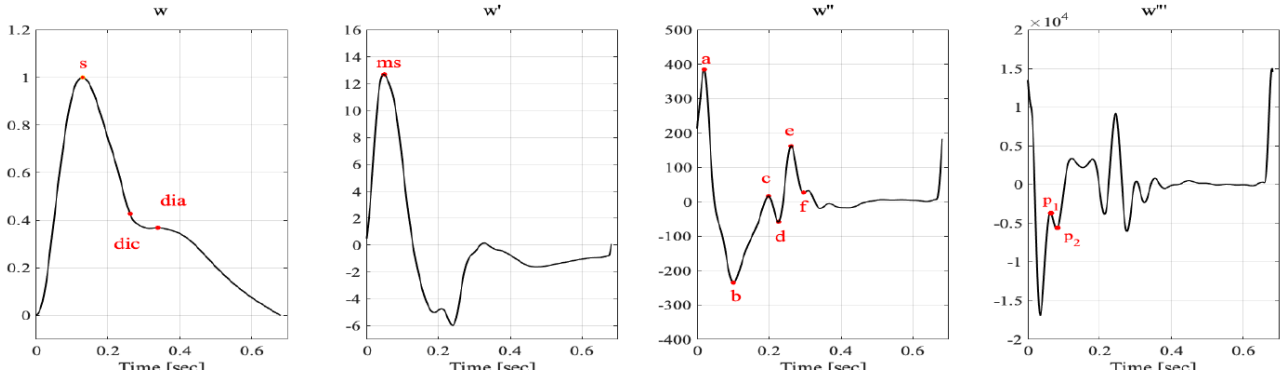 w
1.2
1
0.8
0.6
0.4
0.2
0
0
0.2
0.4
0.6
s
dia
dic
Time [sec]
w'
16
14
12
10
8
6
4
2
0
-2
-4
-6
0
0.2
0.4
0.6
ms
Time [sec]
w"
500
400
300
200
100
0
-100
-200
-300
-400
0
0.2
0.4
0.6
a
e
c
f
d
b
Time [sec]
w'''
×10⁴
2
1.5
1
0.5
0
-0.5
-1
-1.5
-2
0
0.2
0.4
0.6
p₁
p₂
Time [sec]